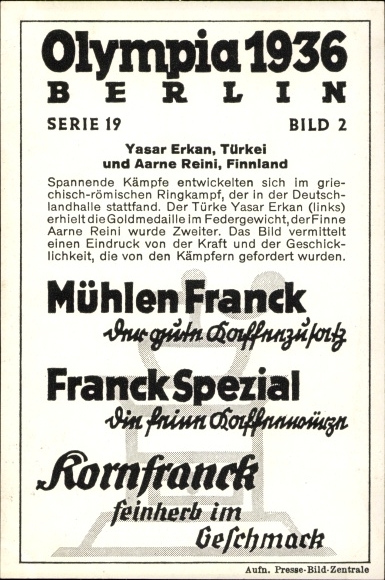 Olympia 1936
BERLIN
SERIE 19 BILD 2
Yasar Erkan, Türkei
und Aarne Reini, Finnland
Spannende Kämpfe entwickelten sich im grie-
chisch-römischen Ringkampf, der in der Deutsch-
landhalle stattfand. Der Türke Yasar Erkan (links)
erhielt die Goldmedaille im Federgewicht, der Finne
Aarne Reini wurde Zweiter. Das Bild vermittelt
einen Eindruck von der Kraft und der Geschick-
lichkeit, die von den Kämpfern gefordert wurden.
Mühlen Franck
der gute Kaffeezusatz
Franck Spezial
die feine Kaffeewürze
Kornfranck
feinherb im
Geschmack
Aufn. Presse-Bild-Zentrale